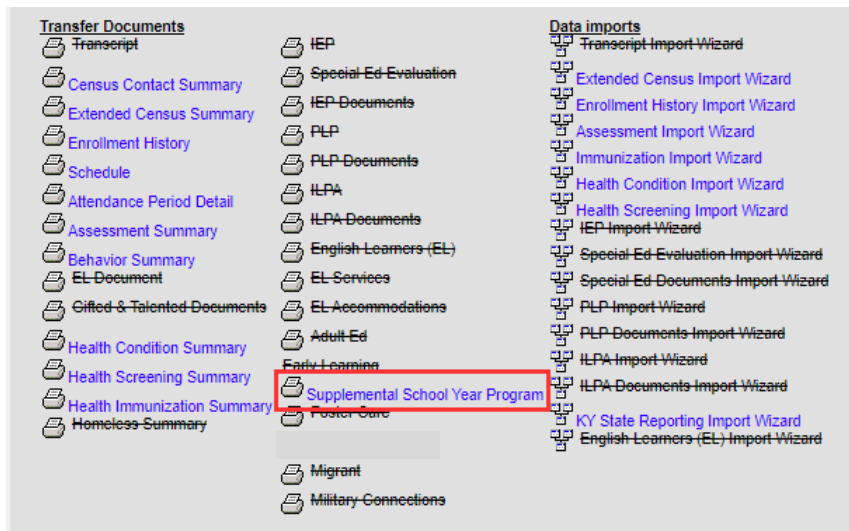 Transfer Documents
Transcript
Census Contact Summary
Extended Census Summary
Enrollment History
Schedule
Attendance Period Detail
Assessment Summary
Behavior Summary
EL Document
Gifted & Talented Documents
Health Condition Summary
Health Screening Summary
Health Immunization Summary
Homeless Summary
IEP
Special Ed Evaluation
IEP Documents
PLP
PLP Documents
ILPA
ILPA Documents
English Learners (EL)
EL Services
EL Accommodations
Adult Ed
Early Learning
Supplemental School Year Program
Foster Care
Migrant
Military Connections
Data imports
Transcript Import Wizard
Extended Census Import Wizard
Enrollment History Import Wizard
Assessment Import Wizard
Immunization Import Wizard
Health Condition Import Wizard
Health Screening Import Wizard
IEP Import Wizard
Special Ed Evaluation Import Wizard
Special Ed Documents Import Wizard
PLP Import Wizard
PLP Documents Import Wizard
ILPA Import Wizard
ILPA Documents Import Wizard
KY State Reporting Import Wizard
English Learners (EL) Import Wizard